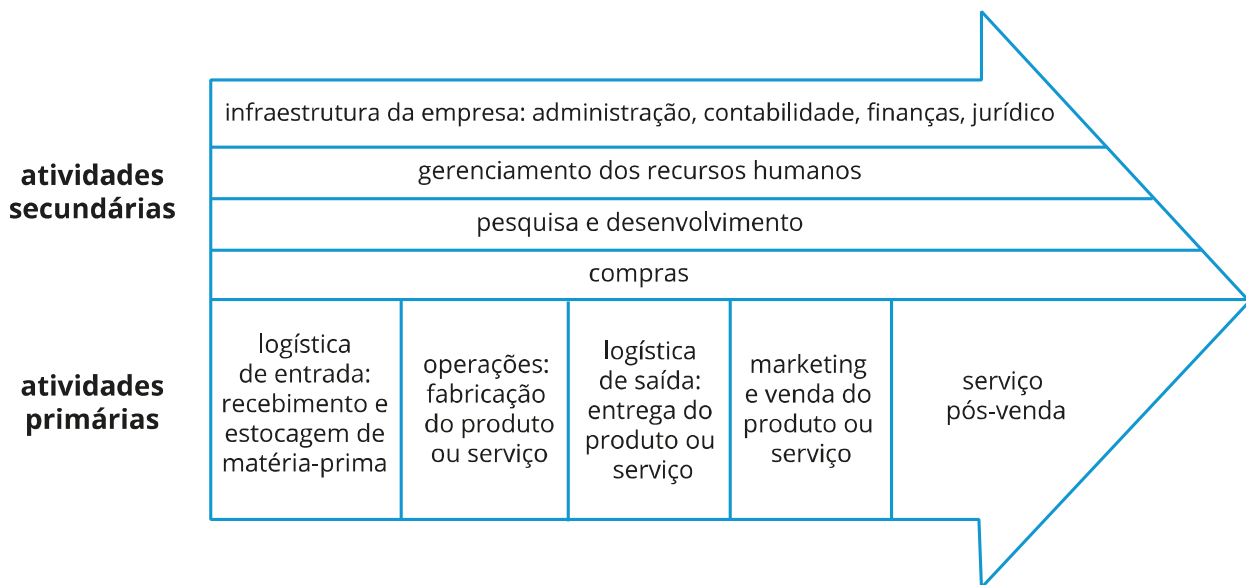 infraestrutura da empresa: administração, contabilidade, finanças, jurídico
atividades
secundárias
gerenciamento dos recursos humanos
pesquisa e desenvolvimento
compras
atividades
primárias
logística
de entrada:
recebimento e
estocagem de
matéria-prima
operações:
fabricação
do produto
ou serviço
logística
de saída:
entrega do
produto ou
serviço
marketing
e venda do
produto ou
serviço
serviço
pós-venda